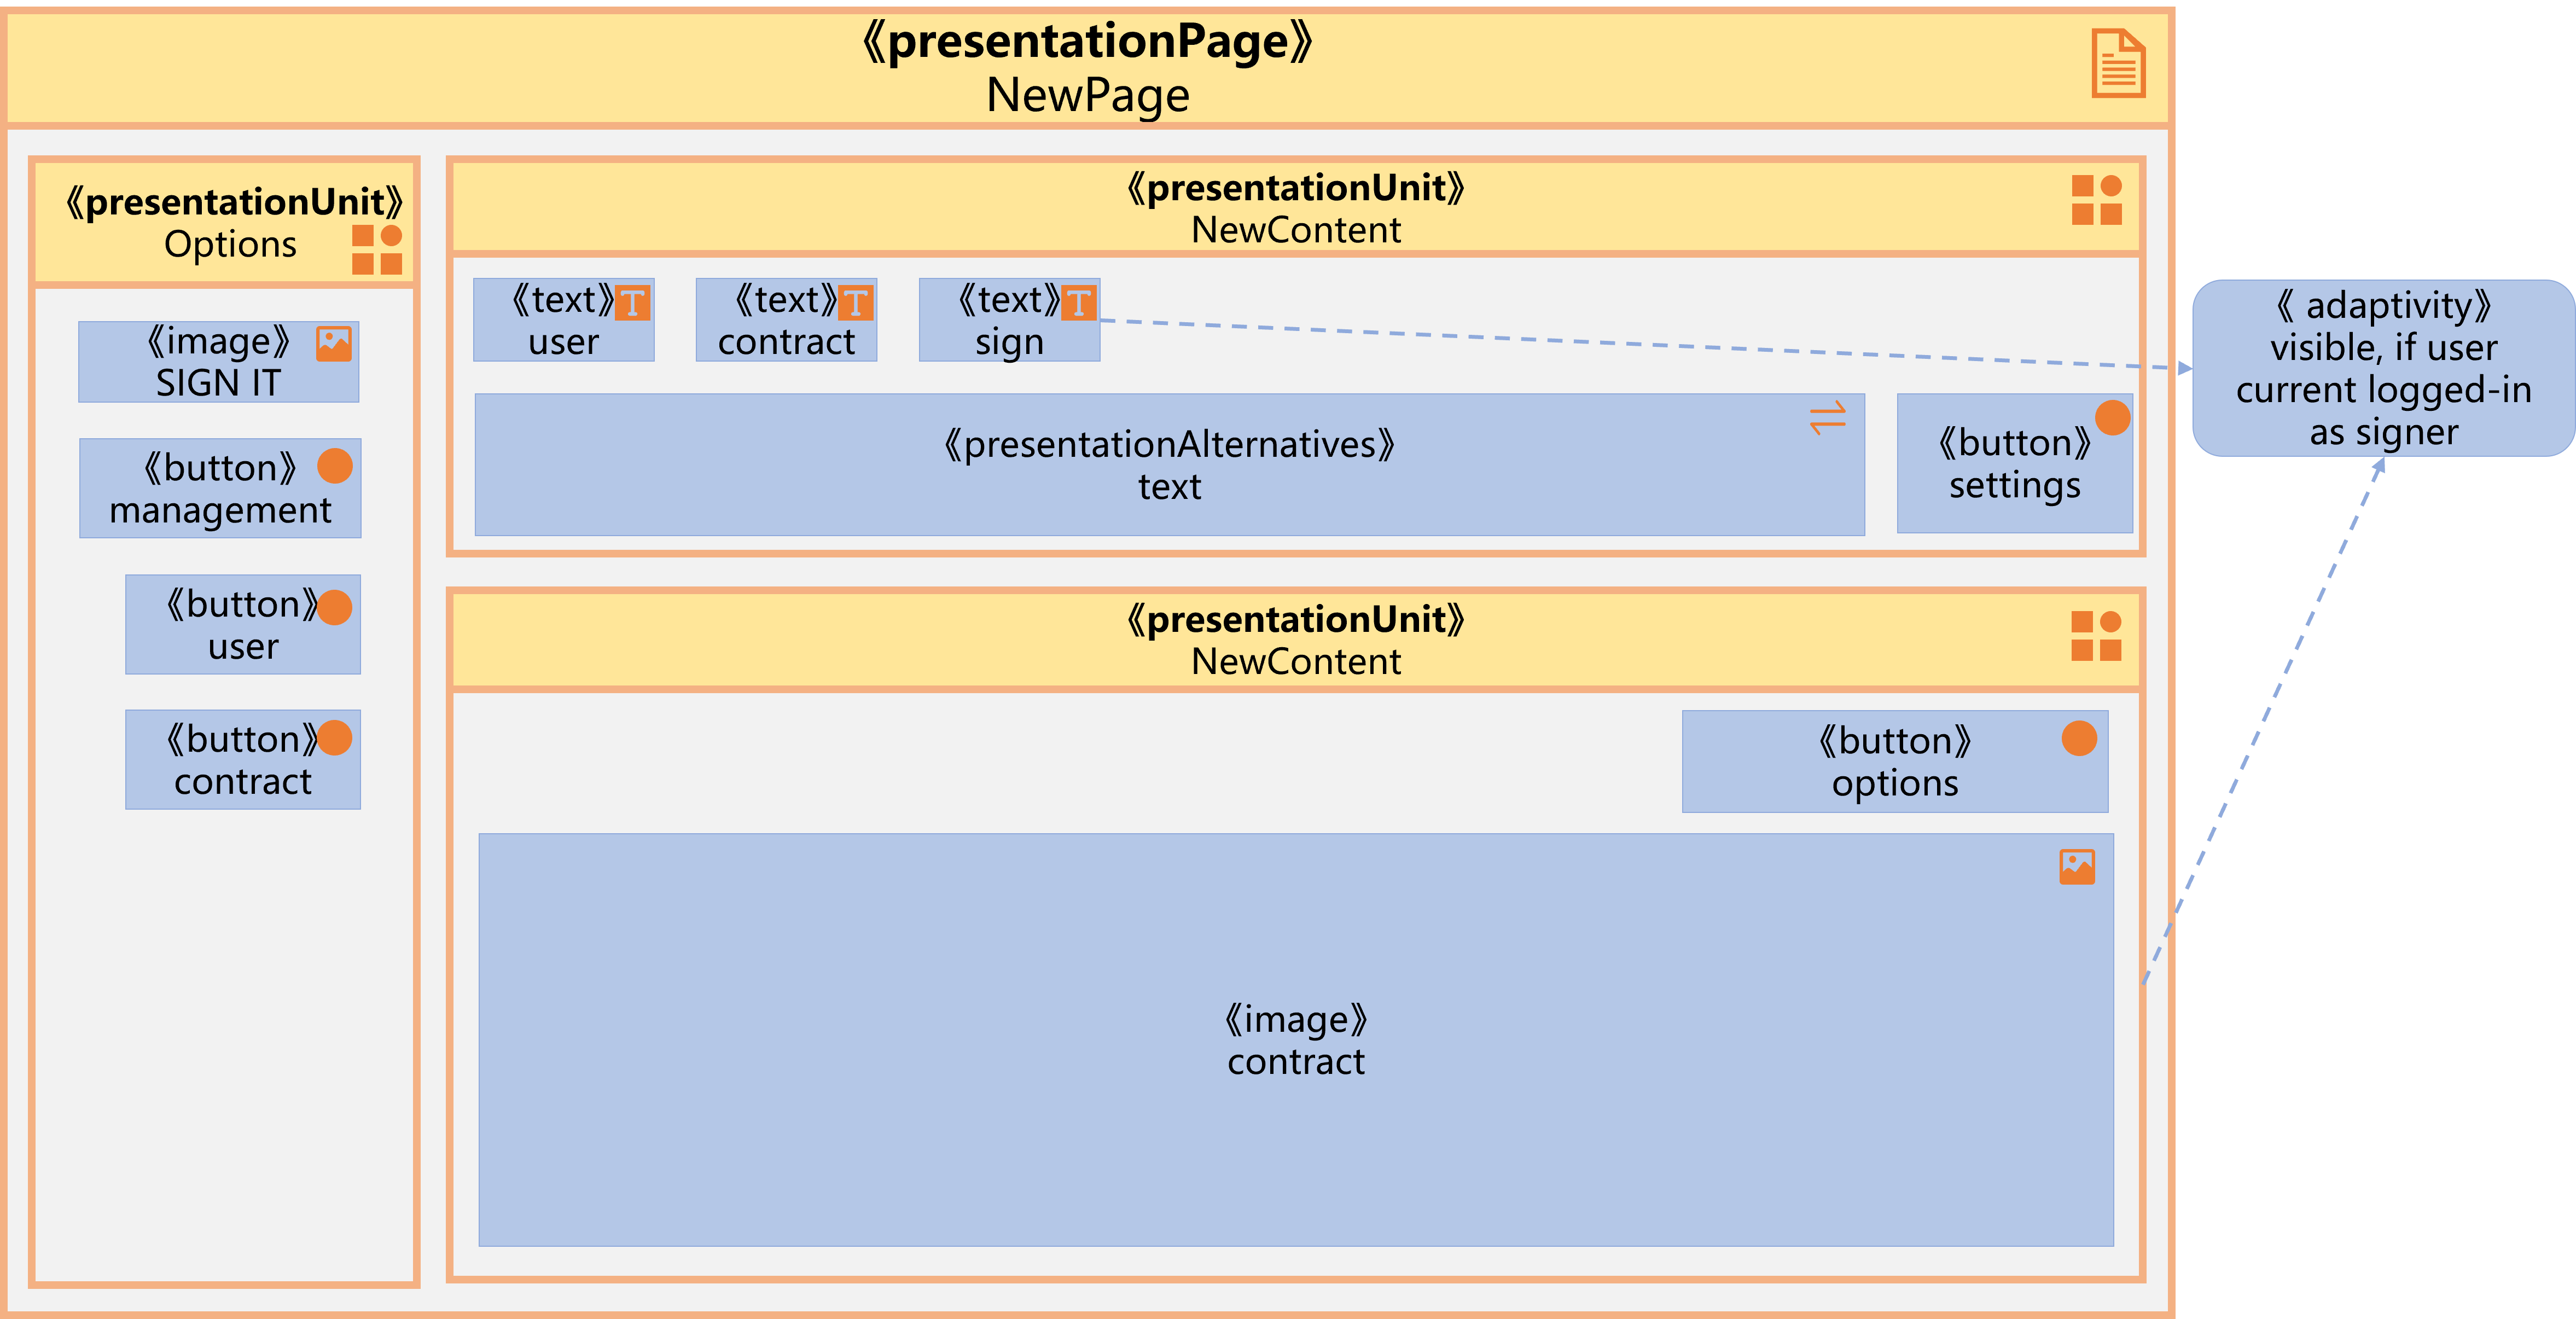 《presentationPage》
NewPage
《presentationUnit》
Options
《image》
SIGN IT
《button》
management
《button》
user
《button》
contract
《presentationUnit》
NewContent
《text》
user
《text》
contract
《text》
sign
《presentationAlternatives》
text
《button》
settings
《presentationUnit》
NewContent
《button》
options
《image》
contract
《 adaptivity》
visible, if user
current logged-in
as signer